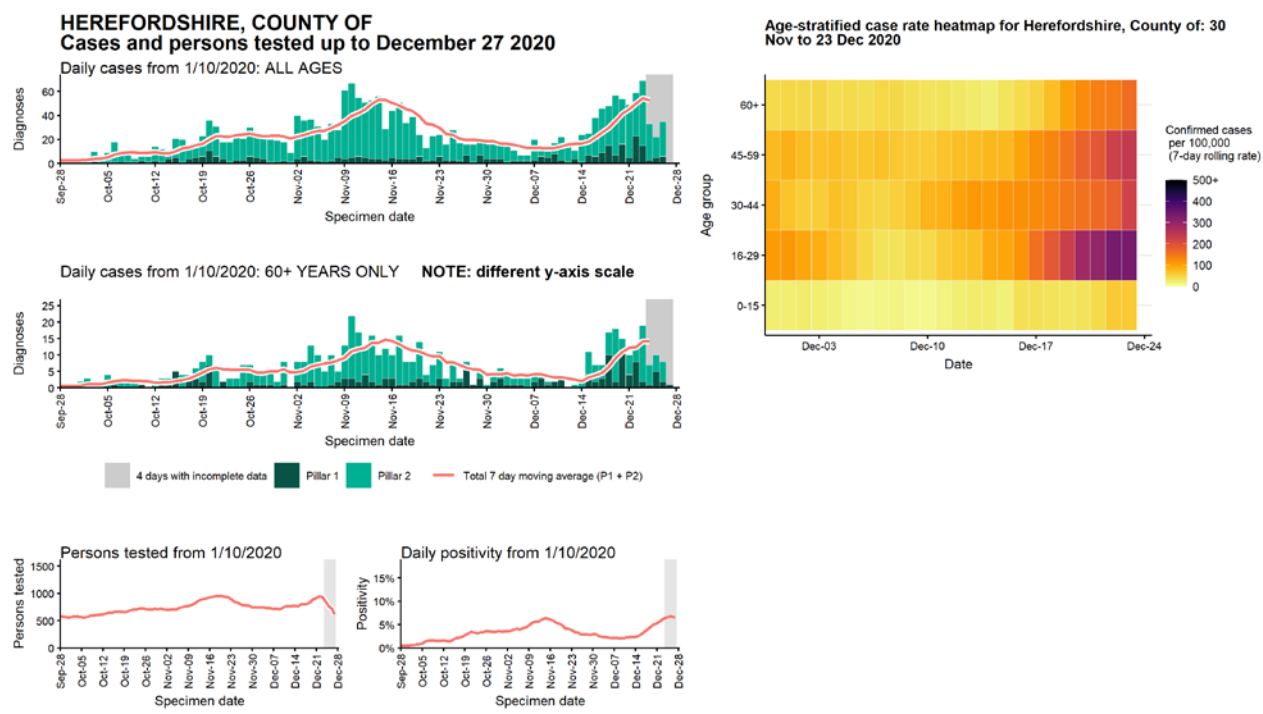 HEREFORDSHIRE, COUNTY OF
Cases and persons tested up to December 27 2020
Daily cases from 1/10/2020: ALL AGES
Diagnoses
60
40
20
0
Sep-28
Oct-05
Oct-12
Oct-19
Oct-26
Nov-02
Nov-09
Nov-16
Nov-23
Nov-30
Dec-07
Dec-14
Dec-21
Dec-28
Specimen date
Daily cases from 1/10/2020: 60+ YEARS ONLY NOTE: different y-axis scale
Diagnoses
25
20
15
10
5
0
Sep-28
Oct-05
Oct-12
Oct-19
Oct-26
Nov-02
Nov-09
Nov-16
Nov-23
Nov-30
Dec-07
Dec-14
Dec-21
Dec-28
Specimen date
4 days with incomplete data
Pillar 1
Pillar 2
Total 7 day moving average (P1 + P2)
Persons tested from 1/10/2020
Persons tested
1500
1000
500
0
Sep-28
Oct-05
Oct-12
Oct-19
Oct-26
Nov-02
Nov-09
Nov-16
Nov-23
Nov-30
Dec-07
Dec-14
Dec-21
Dec-28
Specimen date
Daily positivity from 1/10/2020
Positivity
15%
10%
5%
0%
Sep-28
Oct-05
Oct-12
Oct-19
Oct-26
Nov-02
Nov-09
Nov-16
Nov-23
Nov-30
Dec-07
Dec-14
Dec-21
Dec-28
Specimen date
Age-stratified case rate heatmap for Herefordshire, County of: 30
Nov to 23 Dec 2020
Age group
60+
45-59
30-44
16-29
0-15
Dec-03
Dec-10
Dec-17
Dec-24
Date
Confirmed cases
per 100,000
(7-day rolling rate)
500+
400
300
200
100
0